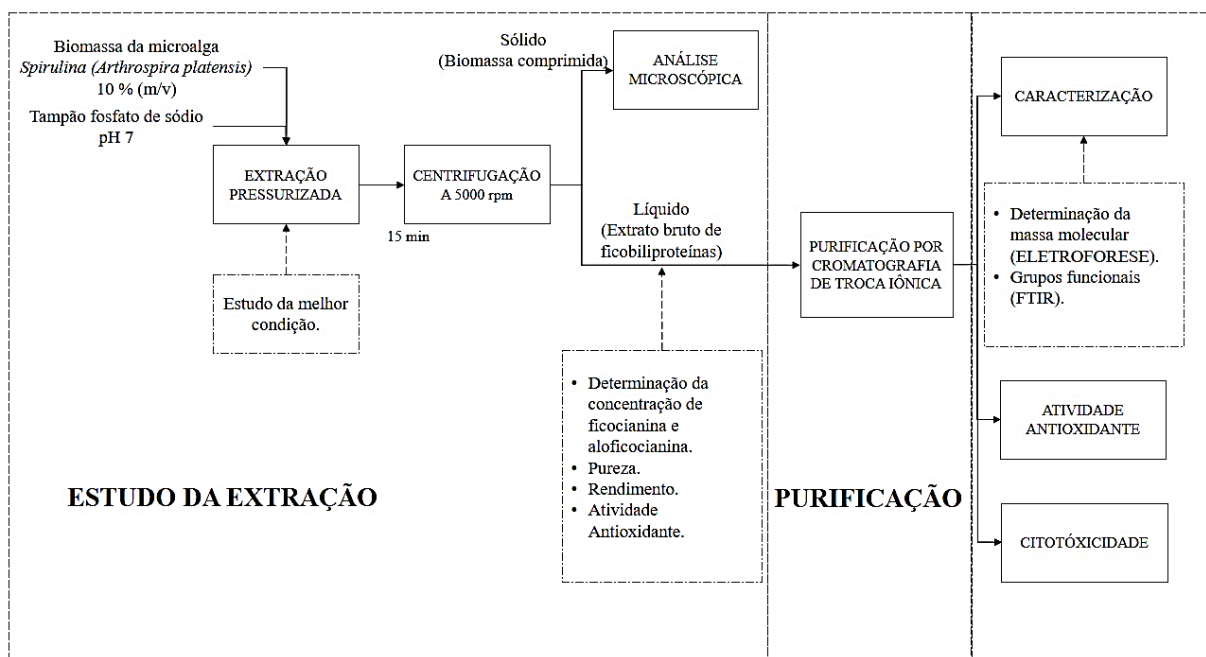 Biomassa da microalga
Spirulina (Arthrospira platensis)
10 % (m/v)
Tampão fosfato de sódio
pH 7
EXTRAÇÃO
PRESSURIZADA
Estudo da melhor
condição.
15 min
CENTRIFUGAÇÃO
A 5000 rpm
Sólido
(Biomassa comprimida)
ANÁLISE
MICROSCÓPICA
Líquido
(Extrato bruto de
ficobiliproteínas)
• Determinação da
concentração de
ficocianina e
aloficocianina.
• Pureza.
• Rendimento.
• Atividade
Antioxidante.
ESTUDO DA EXTRAÇÃO
PURIFICAÇÃO POR
CROMATOGRAFIA
DE TROCA IÔNICA
PURIFICAÇÃO
CARACTERIZAÇÃO
• Determinação da
massa molecular
(ELETROFORESE).
• Grupos funcionais
(FTIR).
ATIVIDADE
ANTIOXIDANTE
CITOTÓXICIDADE